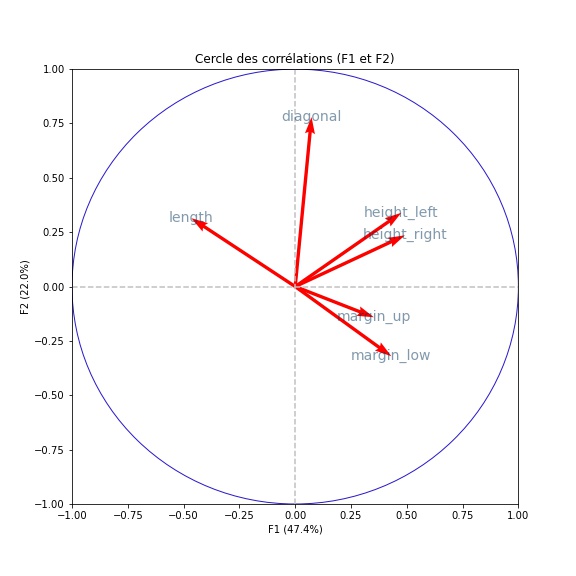 Cercle des corrélations (F1 et F2)
1.00
0.75
0.50
0.25
0.00
−0.25
−0.50
−0.75
−1.00
F2 (22.0%)
diagonal
length
height_left
height_right
margin_up
margin_low
−1.00 −0.75 −0.50 −0.25 0.00 0.25 0.50 0.75 1.00
F1 (47.4%)